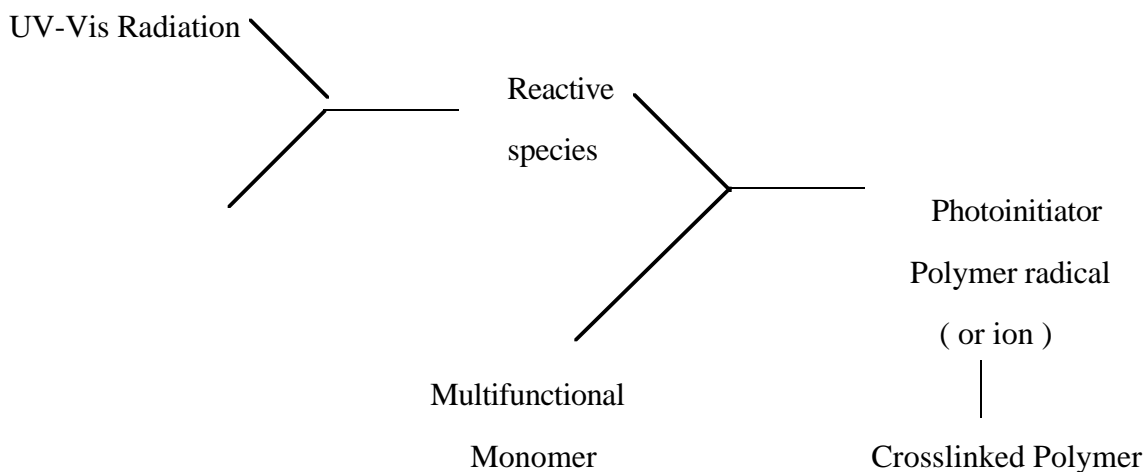 UV-Vis Radiation
Reactive
species
Photoinitiator
Polymer radical
( or ion )
Multifunctional
Monomer
Crosslinked Polymer